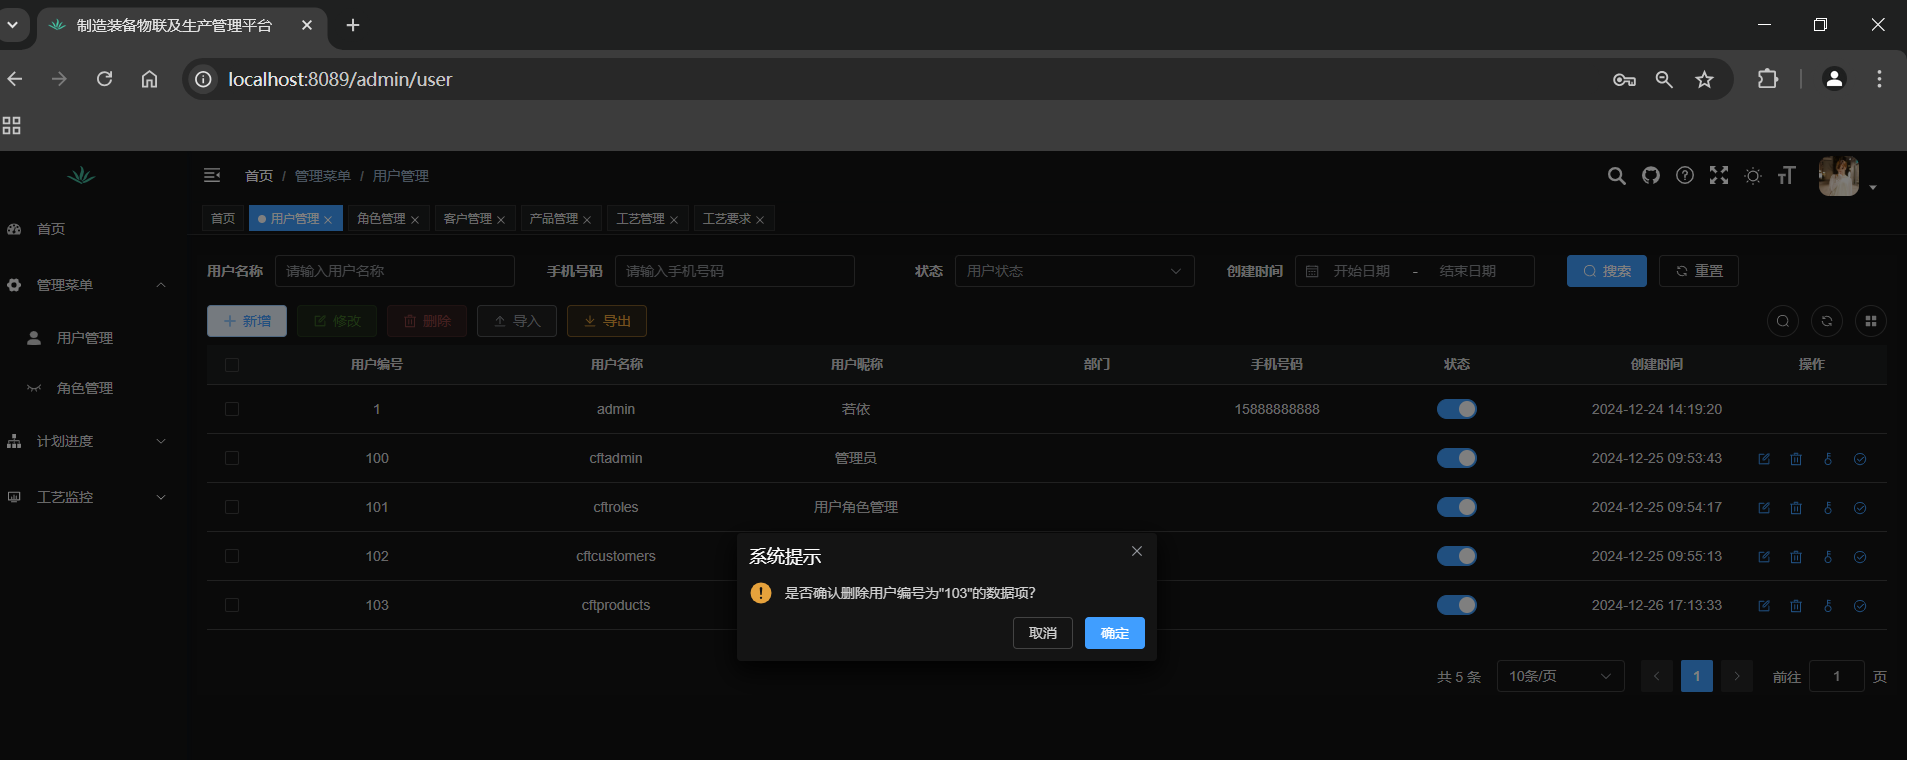 制造装备物联及生产管理平台
localhost:8089/admin/user
首页 / 管理菜单 / 用户管理
首页 用户管理 角色管理 客户管理 产品管理 工艺管理 工艺要求
首页
管理菜单
用户管理
角色管理
计划进度
工艺监控
用户名称 请输入用户名称 手机号码 请输入手机号码 状态 用户状态 创建时间 开始日期 - 结束日期 搜索 重置
新增 修改 删除 导入 导出
用户编号 用户名称 用户昵称 部门 手机号码 状态 创建时间 操作
1 admin 若依 15888888888 2024-12-24 14:19:20
100 cftadmin 管理员 2024-12-25 09:53:43
101 cftroles 用户角色管理 2024-12-25 09:54:17
102 cftcustomers 2024-12-25 09:55:13
103 cftproducts 2024-12-26 17:13:33
系统提示
是否确认删除用户编号为"103"的数据项?
取消 确定
共 5 条 10条/页 1 前往 1 页